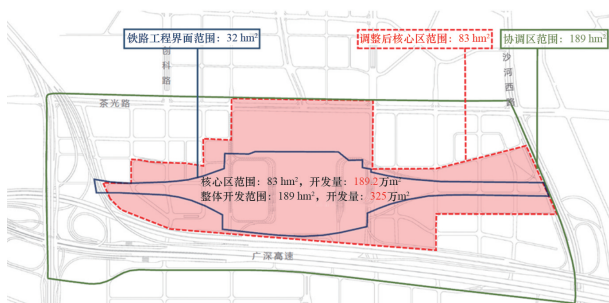 铁路工程界面范围：32 hm²
调整后核心区范围：83 hm²
协调区范围：189 hm²
创科路
沙河西路
茶光路
核心区范围：83 hm²，开发量：189.2万m²
整体开发范围：189 hm²，开发量：325万m²
广深高速